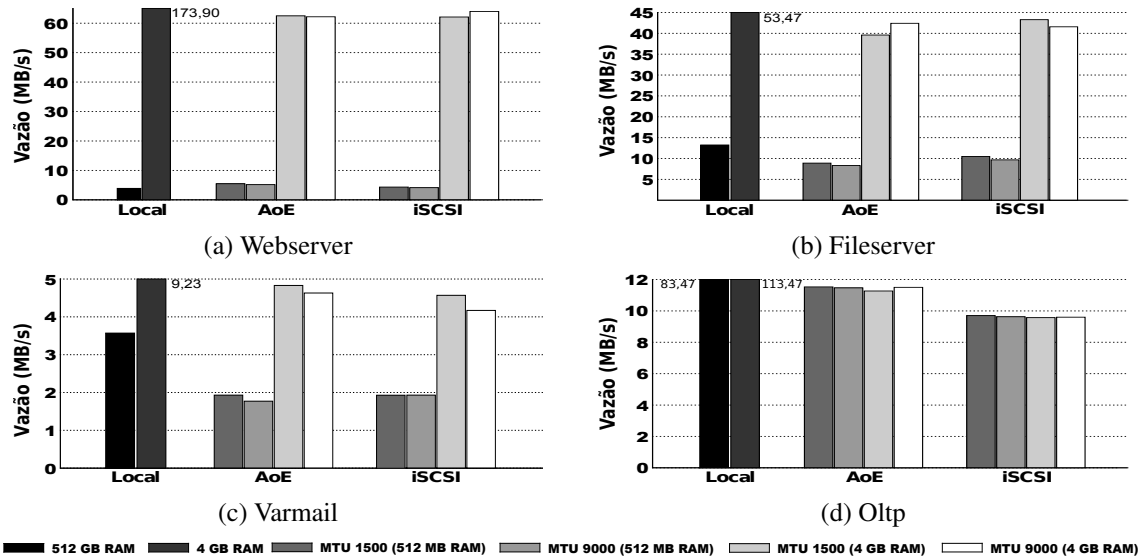 173,90
Vazão (MB/s)
60
50
40
30
20
10
0
Local AoE iSCSI
(a) Webserver
53,47
Vazão (MB/s)
45
40
35
30
25
20
15
10
5
Local AoE iSCSI
(b) Fileserver
9,23
Vazão (MB/s)
5
4
3
2
1
0
Local AoE iSCSI
(c) Varmail
83,47 113,47
Vazão (MB/s)
12
10
8
6
4
2
0
Local AoE iSCSI
(d) Oltp
512 GB RAM 4 GB RAM MTU 1500 (512 MB RAM) MTU 9000 (512 MB RAM) MTU 1500 (4 GB RAM) MTU 9000 (4 GB RAM)